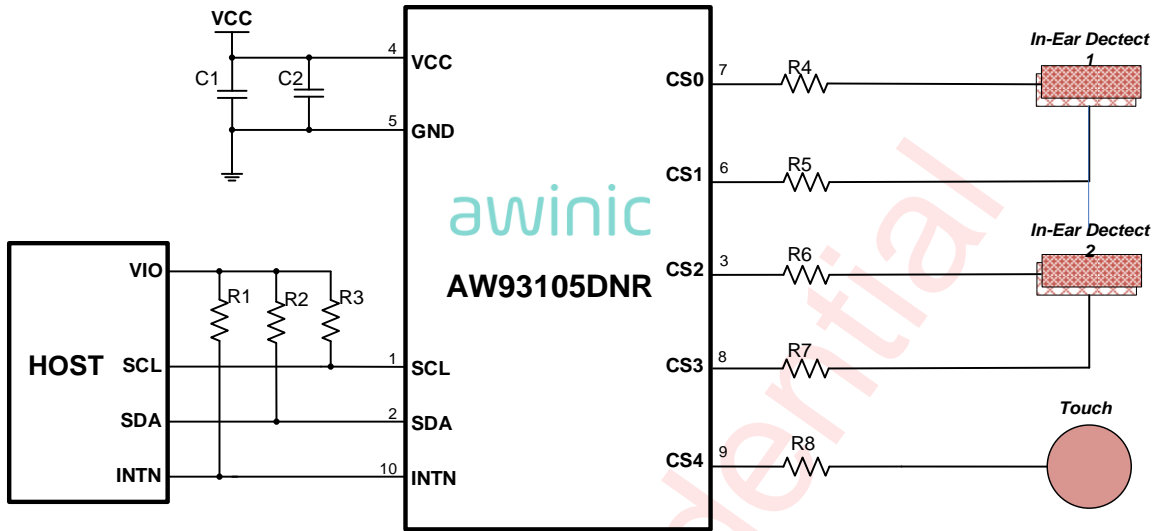 VCC
C1
C2
4
VCC
5
GND
awinic
AW93105DNR
HOST
VIO
SCL
SDA
INTN
R1
R2
R3
1
SCL
2
SDA
10
INTN
CS0
7
R4
In-Ear Dectect
1
CS1
6
R5
CS2
3
R6
In-Ear Dectect
2
CS3
8
R7
CS4
9
R8
Touch
dential